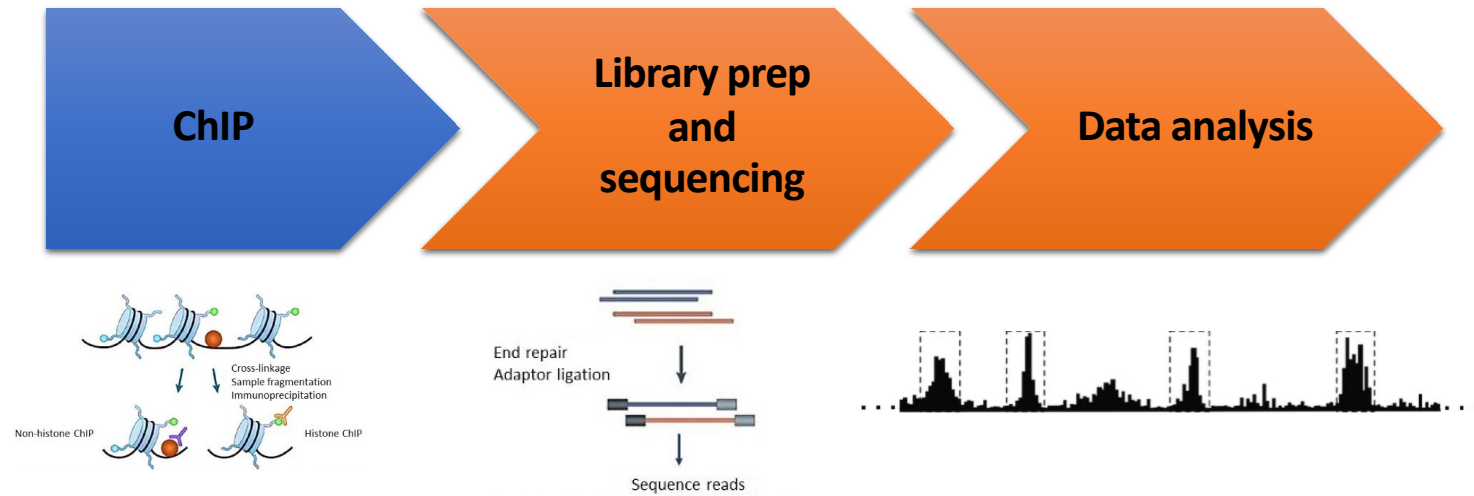 ChIP
Library prep
and
sequencing
Data analysis
Cross-linkage
Sample fragmentation
Immunoprecipitation
Non-histone ChIP
Histone ChIP
End repair
Adaptor ligation
Sequence reads